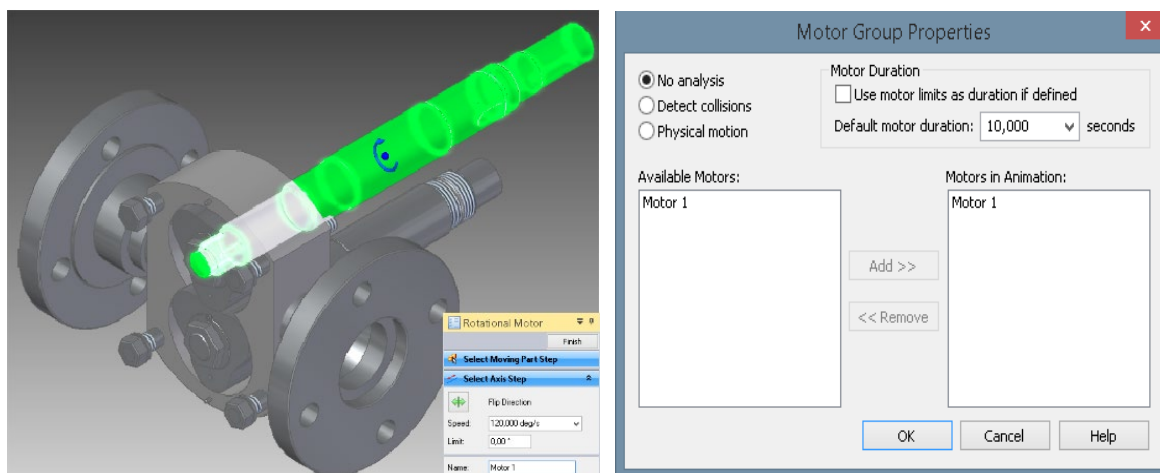 Rotational Motor
Finish
Select Moving Part Step
Select Axis Step
Flip Direction
Speed: 120,000 deg/s
Limit: 0,00 °
Name: Motor 1
Motor Group Properties
No analysis
Detect collisions
Physical motion
Motor Duration
Use motor limits as duration if defined
Default motor duration: 10,000 seconds
Available Motors:
Motor 1
Motors in Animation:
Motor 1
Add >>
<< Remove
OK
Cancel
Help